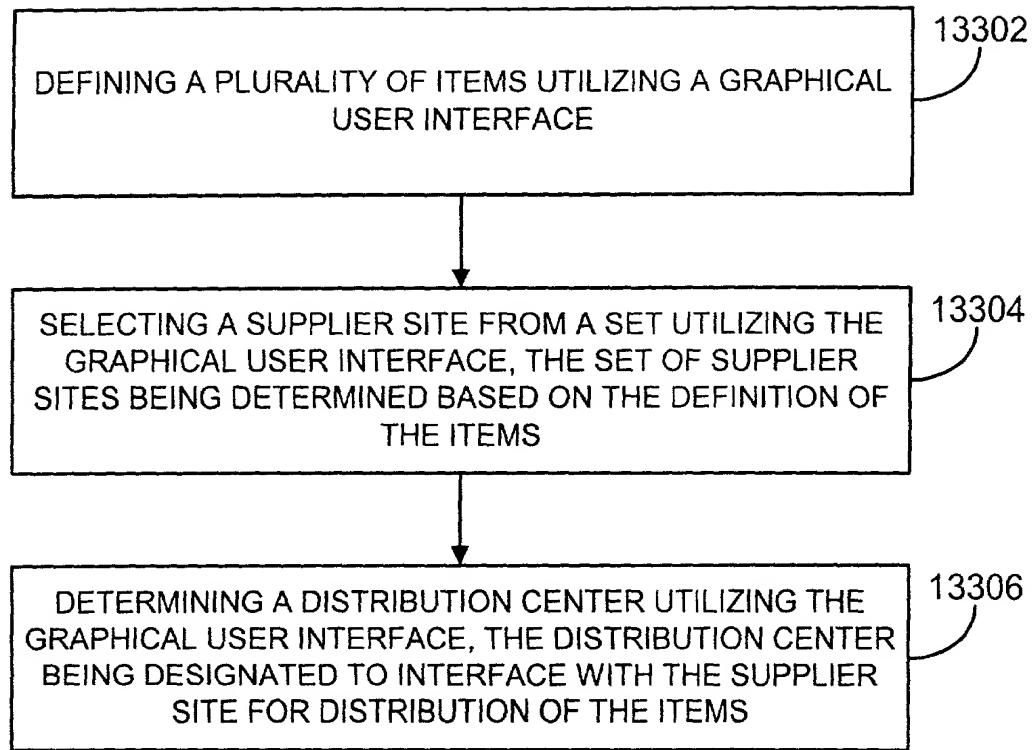 13302
DEFINING A PLURALITY OF ITEMS UTILIZING A GRAPHICAL
USER INTERFACE
13304
SELECTING A SUPPLIER SITE FROM A SET UTILIZING THE
GRAPHICAL USER INTERFACE, THE SET OF SUPPLIER
SITES BEING DETERMINED BASED ON THE DEFINITION OF
THE ITEMS
13306
DETERMINING A DISTRIBUTION CENTER UTILIZING THE
GRAPHICAL USER INTERFACE, THE DISTRIBUTION CENTER
BEING DESIGNATED TO INTERFACE WITH THE SUPPLIER
SITE FOR DISTRIBUTION OF THE ITEMS